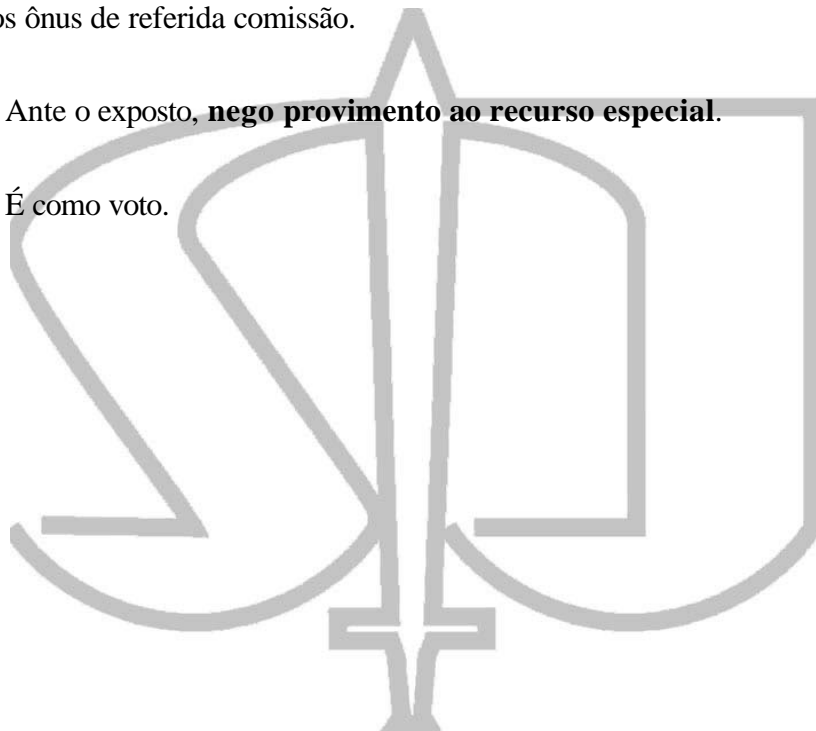 os ônus de referida comissão.
Ante o exposto, nego provimento ao recurso especial.
É como voto.